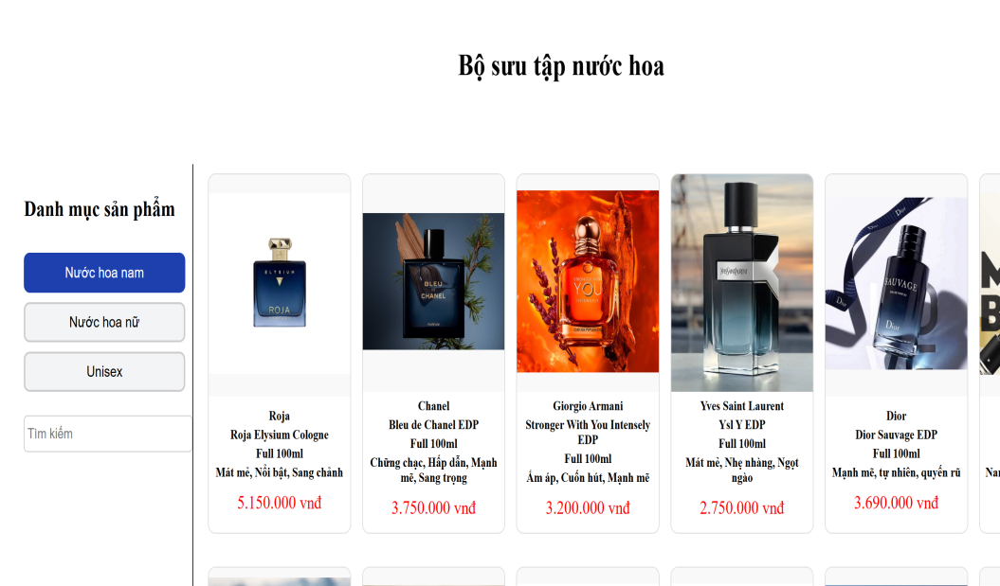 Bộ sưu tập nước hoa
Danh mục sản phẩm
Nước hoa nam
Nước hoa nữ
Unisex
Tìm kiếm
ELYSIUM
ROJA
Roja
Roja Elysium Cologne
Full 100ml
Mát mẻ, Nổi bật, Sang chảnh
5.150.000 vnđ
BLEU
CHANEL
Chanel
Bleu de Chanel EDP
Full 100ml
Chững chạc, Hấp dẫn, Mạnh
mẽ, Sang trọng
3.750.000 vnđ
YOU
Giorgio Armani
Stronger With You Intensely
EDP
Full 100ml
Ấm áp, Cuốn hút, Mạnh mẽ
3.200.000 vnđ
Yves Saint Laurent
Ysl Y EDP
Full 100ml
Mát mẻ, Nhẹ nhàng, Ngọt
ngào
2.750.000 vnđ
Dior
SAUVAGE
Dior
Dior
Dior Sauvage EDP
Full 100ml
Mạnh mẽ, tự nhiên, quyến rũ
3.690.000 vnđ